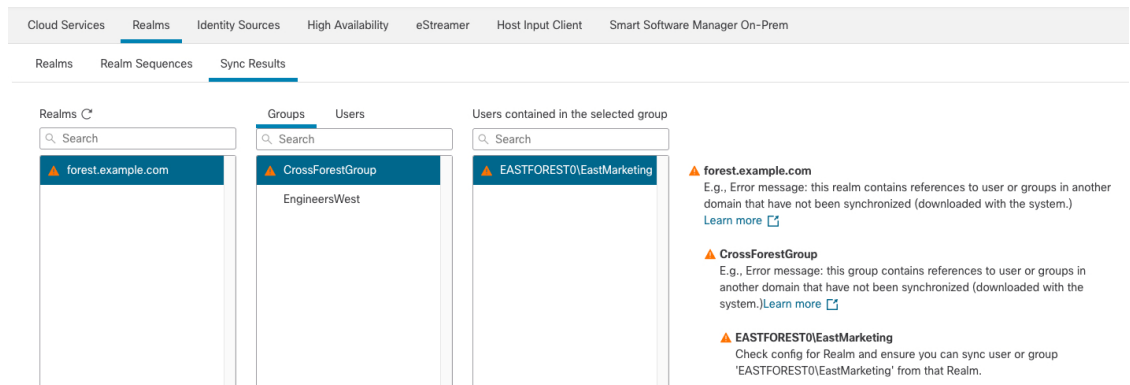 Cloud Services Realms Identity Sources High Availability eStreamer Host Input Client Smart Software Manager On-Prem
Realms Realm Sequences Sync Results
Realms Groups Users Users contained in the selected group
Search Search Search
forest.example.com CrossForestGroup EASTFOREST0\EastMarketing
EngineersWest
forest.example.com
E.g., Error message: this realm contains references to user or groups in another
domain that have not been synchronized (downloaded with the system.)
Learn more
CrossForestGroup
E.g., Error message: this group contains references to user or groups in
another domain that have not been synchronized (downloaded with the
system.)Learn more
EASTFOREST0\EastMarketing
Check config for Realm and ensure you can sync user or group
'EASTFOREST0\EastMarketing' from that Realm.